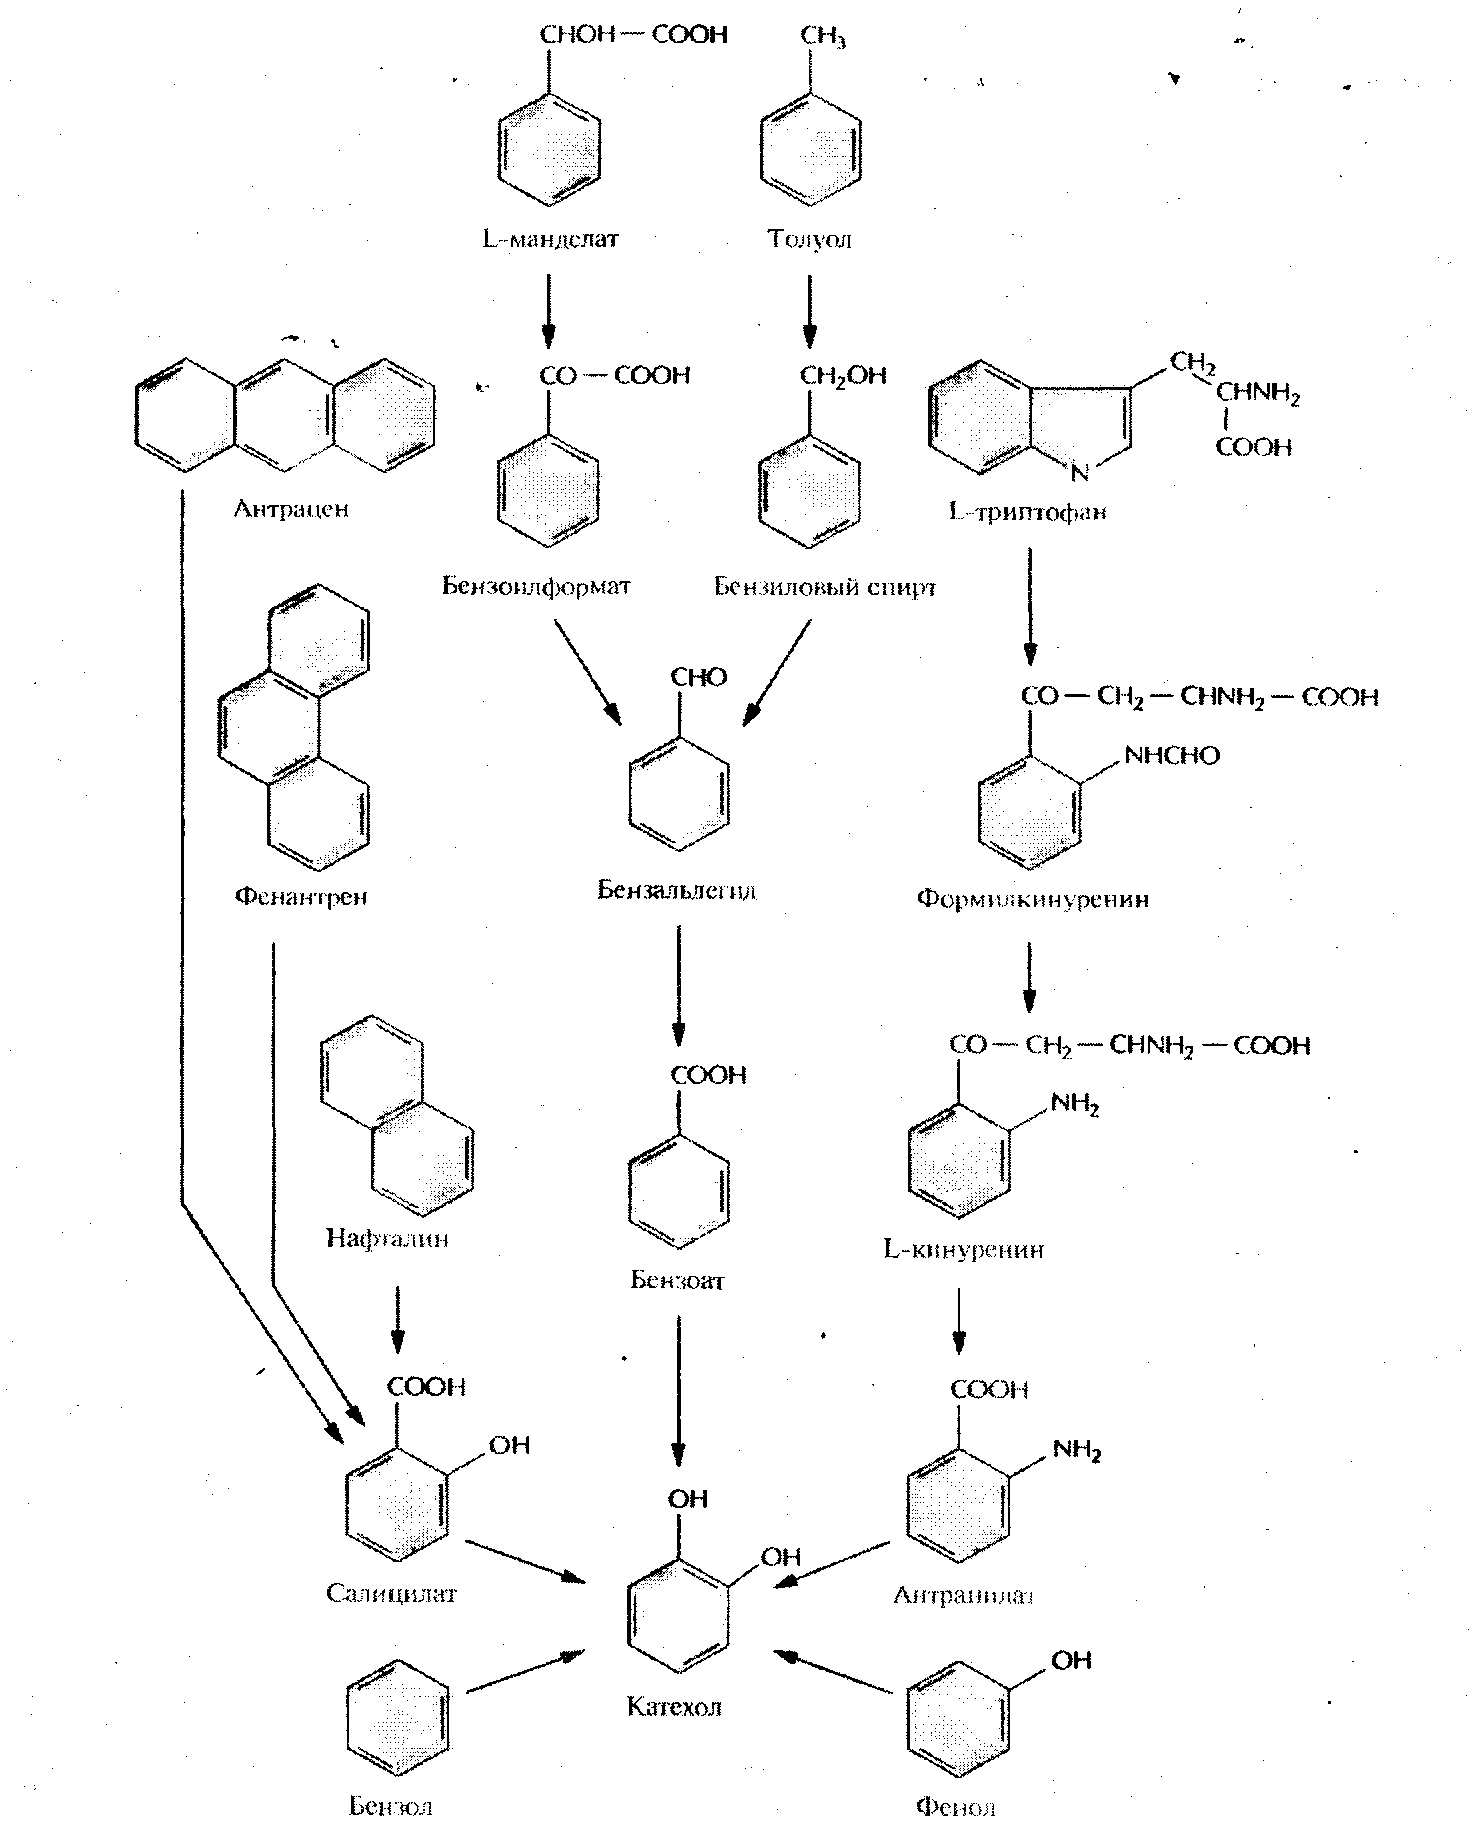 CHOH — COOH
CH₃
L-манделат
Толуол
CO — COOH
CH₂OH
CH₂
CHNH₂
COOH
N
Антрацен
L-триптофан
Бензоилформат
Бензиловый спирт
CHO
CO — CH₂ — CHNH₂ — COOH
NHCHO
Фенантрен
Бензальдегид
Формилкинуренин
CO — CH₂ — CHNH₂ — COOH
COOH
NH₂
Нафталин
L-кинуренин
Бензоат
COOH
COOH
OH
NH₂
OH
OH
Салицилат
Антранилат
OH
Катехол
Бензол
Фенол